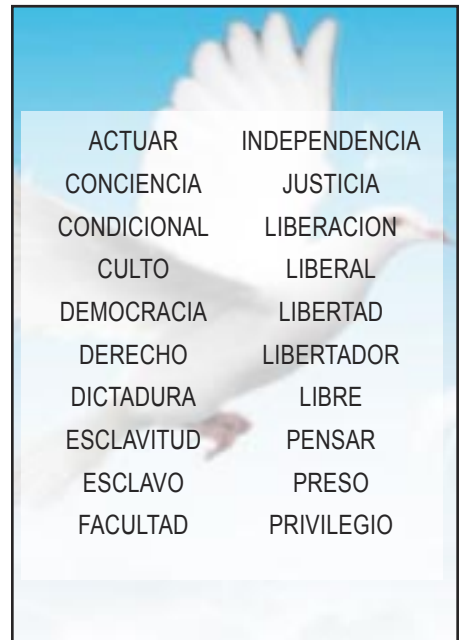 ACTUAR
CONCIENCIA
CONDICIONAL
CULTO
DEMOCRACIA
DERECHO
DICTADURA
ESCLAVITUD
ESCLAVO
FACULTAD
INDEPENDENCIA
JUSTICIA
LIBERACION
LIBERAL
LIBERTAD
LIBERTADOR
LIBRE
PENSAR
PRESO
PRIVILEGIO